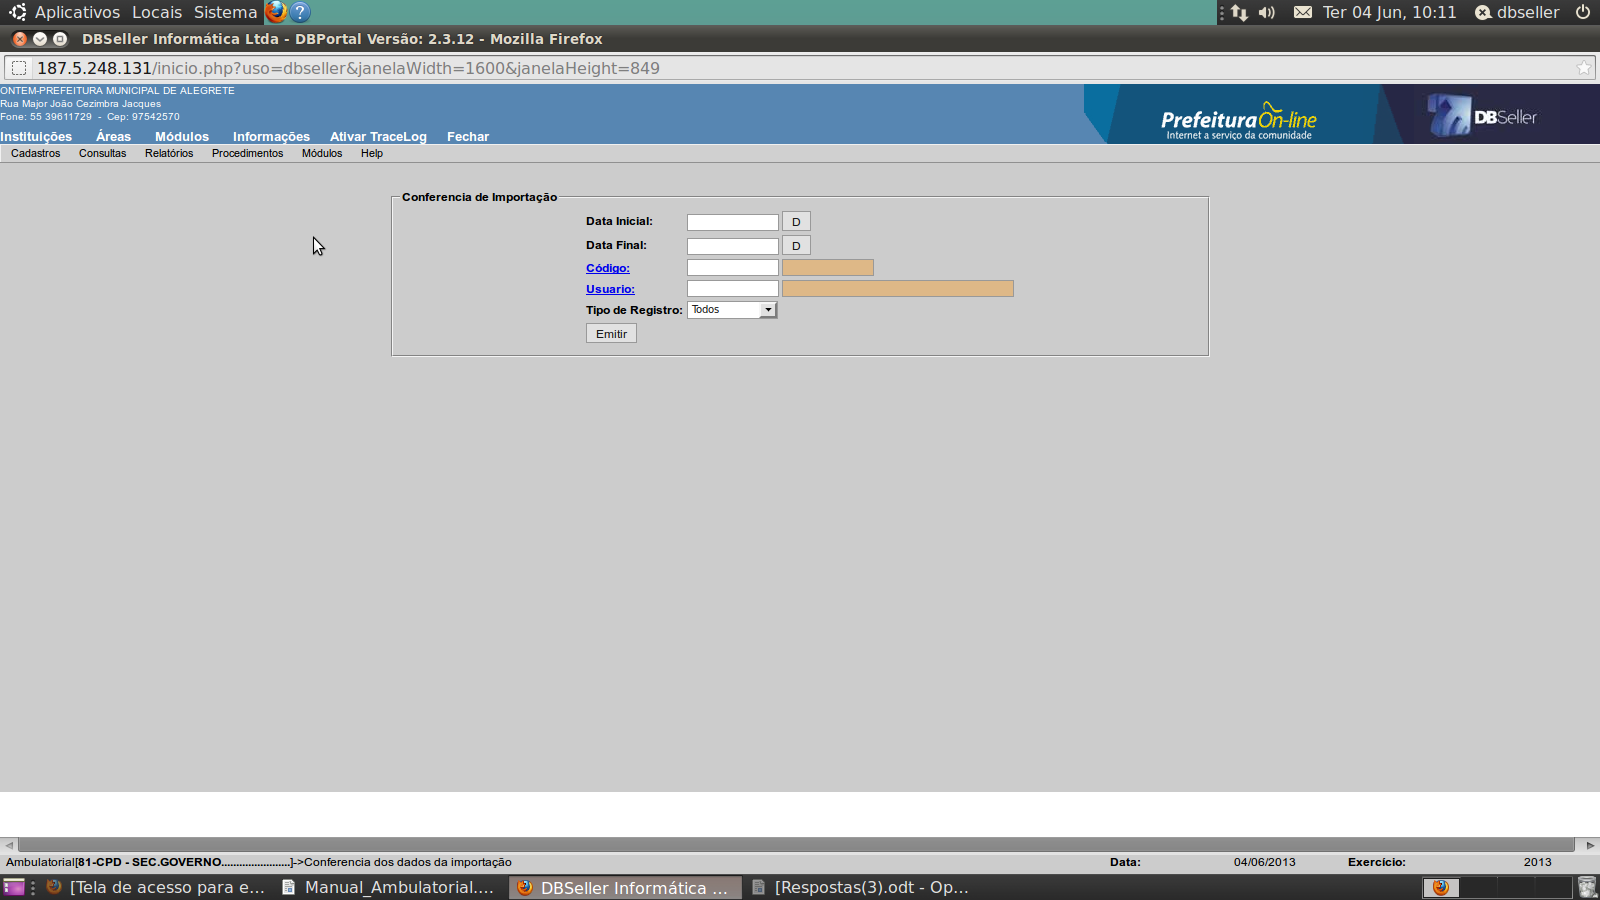 Aplicativos Locais Sistema ? Ter 04 Jun, 10:11 dbseller
DBSeller Informática Ltda - DBPortal Versão: 2.3.12 - Mozilla Firefox
187.5.248.131/inicio.php?uso=dbseller&janelaWidth=1600&janelaHeight=849
ONTEM-PREFEITURA MUNICIPAL DE ALEGRETE
Rua Major João Cezimbra Jacques
Fone: 55 39611729 - Cep: 97542570
Prefeitura On-line
Internet a serviço da comunidade
DBSeller
Instituições Áreas Módulos Informações Ativar TraceLog Fechar
Cadastros Consultas Relatórios Procedimentos Módulos Help
Conferencia de Importação
Data Inicial: D
Data Final: D
Código:
Usuario:
Tipo de Registro: Todos
Emitir
Ambulatorial[81-CPD - SEC.GOVERNO.......................]->Conferencia dos dados da importação Data: 04/06/2013 Exercício: 2013
[Tela de acesso para e... Manual_Ambulatorial.... DBSeller Informática ... [Respostas(3).odt - Op...